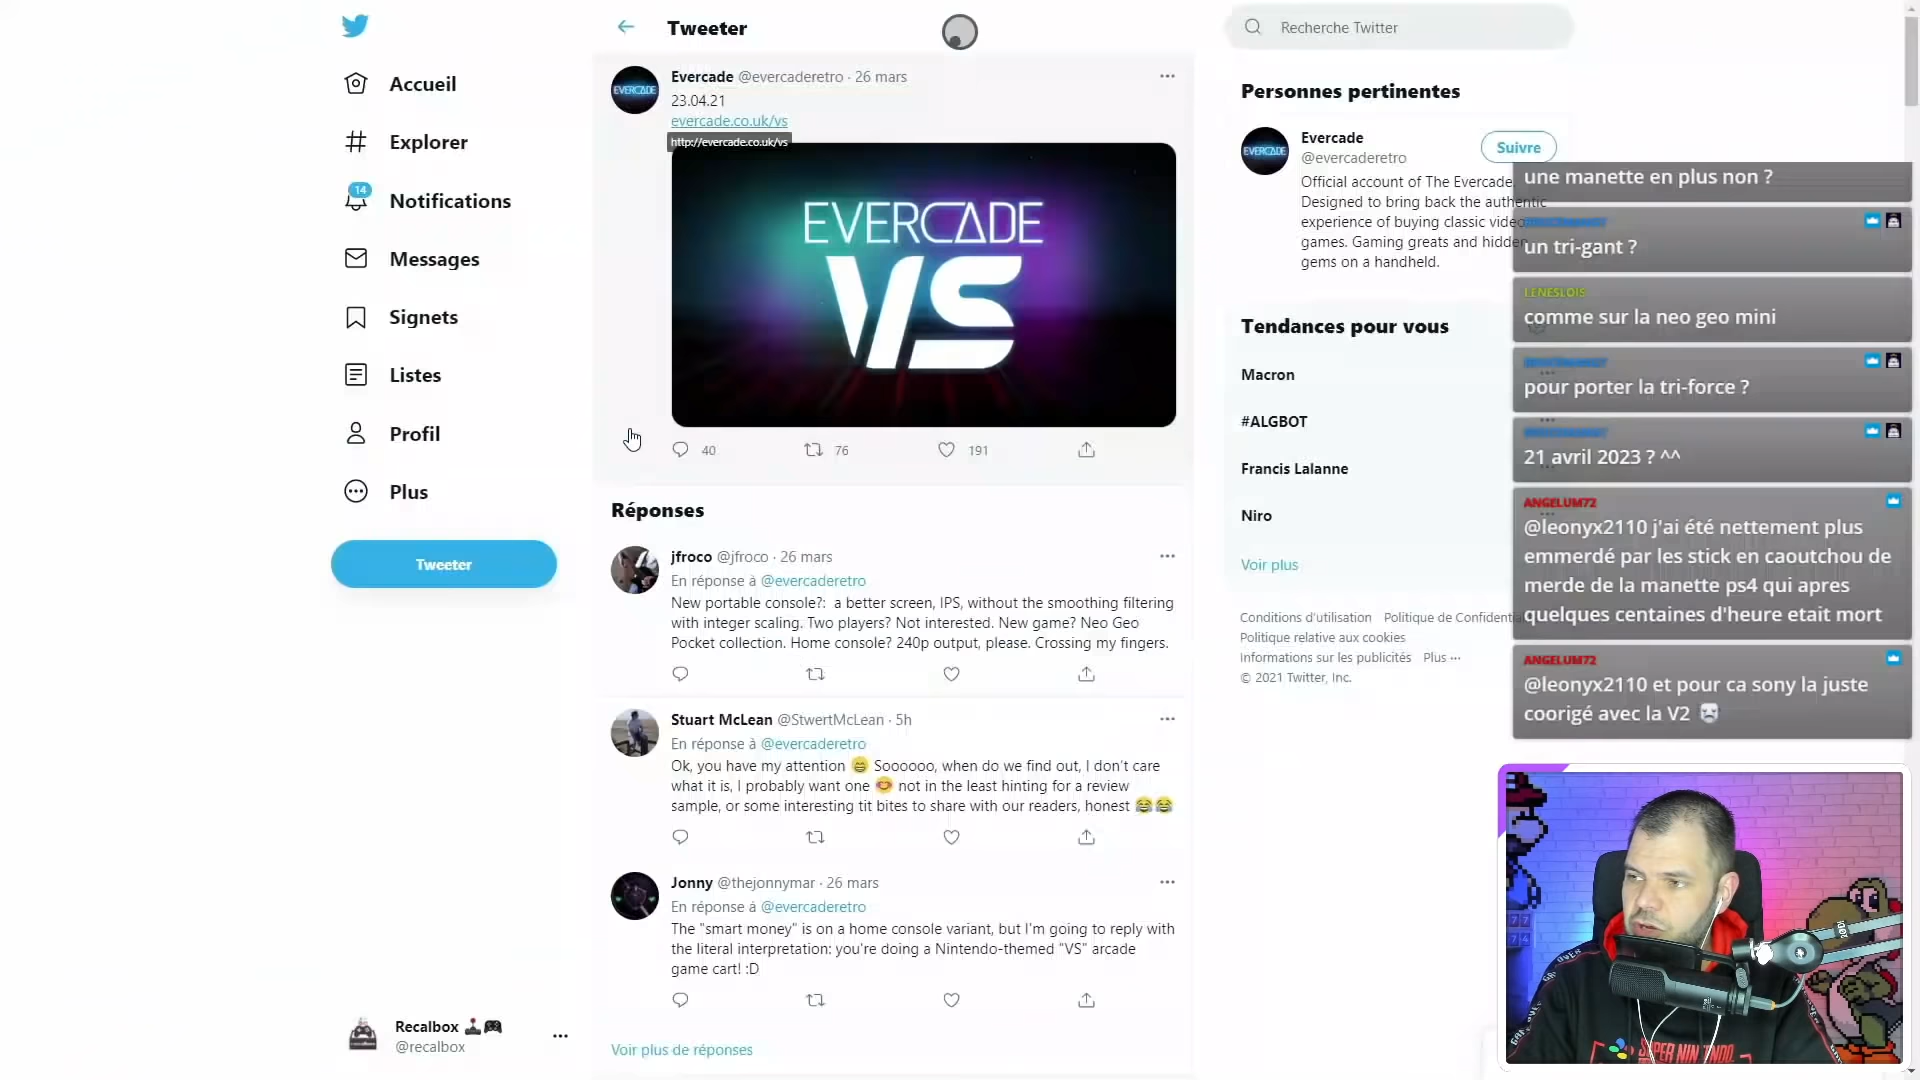 Accueil
Explorer
14
Notifications
Messages
Signets
Listes
Profil
Plus
Tweeter
Recalbox
@recalbox
Tweeter
EVERCADE
Evercade @evercaderetro · 26 mars
23.04.21
evercade.co.uk/vs
http://evercade.co.uk/vs
EVERCADE
VS
40
76
191
Réponses
jfroco @jfroco · 26 mars
En réponse à @evercaderetro
New portable console?: a better screen, IPS, without the smoothing filtering
with integer scaling. Two players? Not interested. New game? Neo Geo
Pocket collection. Home console? 240p output, please. Crossing my fingers.
Stuart McLean @StwertMcLean · 5h
En réponse à @evercaderetro
Ok, you have my attention 😁 Soooooo, when do we find out, I don't care
what it is, I probably want one 😍 not in the least hinting for a review
sample, or some interesting tit bites to share with our readers, honest 😂😂
Jonny @thejonnymar · 26 mars
En réponse à @evercaderetro
The "smart money" is on a home console variant, but I'm going to reply with
the literal interpretation: you're doing a Nintendo-themed "VS" arcade
game cart! :D
Voir plus de réponses
Recherche Twitter
Personnes pertinentes
EVERCADE
Evercade
@evercaderetro
Suivre
Official account of The Evercade.
Designed to bring back the authentic
experience of buying classic video
games. Gaming greats and hidden
gems on a handheld.
Tendances pour vous
Macron
#ALGBOT
Francis Lalanne
Niro
Voir plus
Conditions d'utilisation Politique de
Politique relative aux cookies
Informations sur les publicités Plus ···
© 2021 Twitter, Inc.
une manette en plus non ?
un tri-gant ?
LENESLOIS
comme sur la neo geo mini
pour porter la tri-force ?
21 avril 2023 ? ^^
ANGELUM72
@leonyx2110 j'ai été nettement plus
emmerdé par les stick en caoutchou de
merde de la manette ps4 qui apres
quelques centaines d'heure etait mort
ANGELUM72
@leonyx2110 et pour ca sony la juste
coorigé avec la V2
SUPER NINTENDO